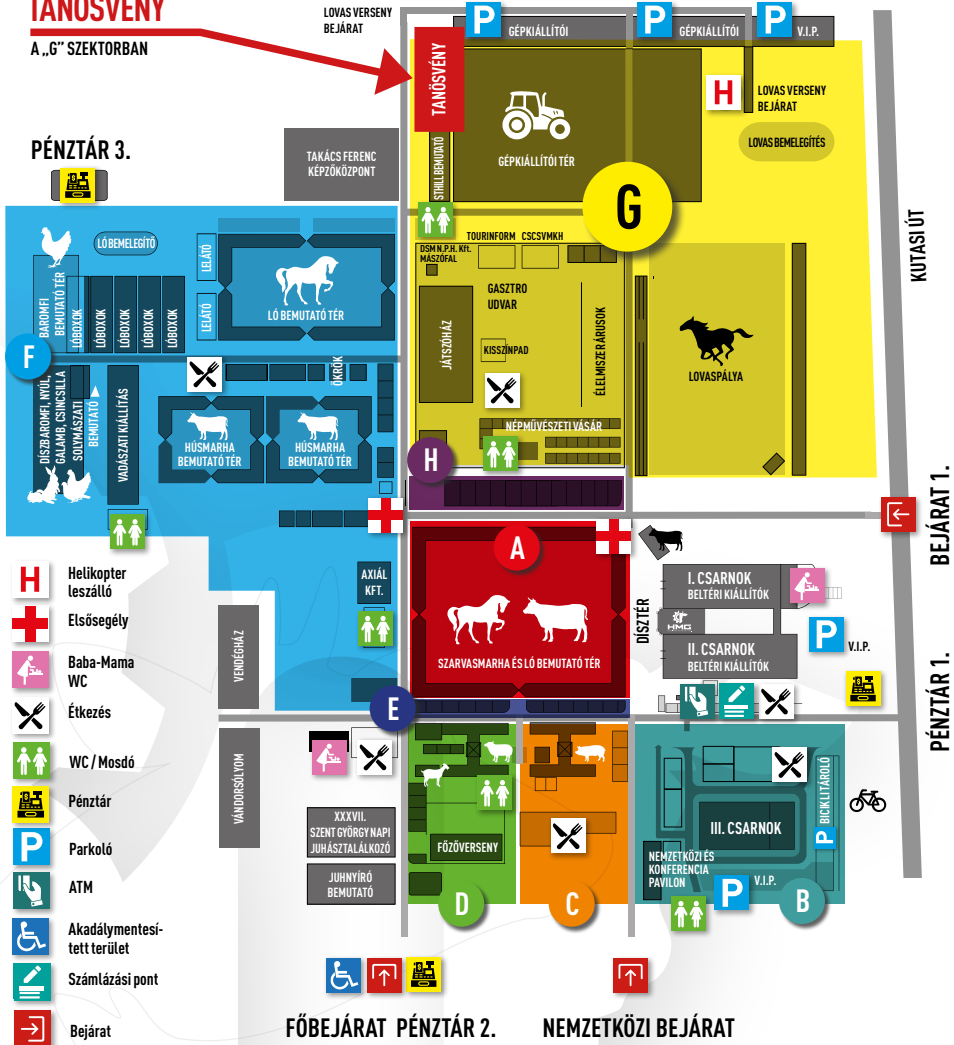 TANÖSVÉNY
A „G” SZEKTORBAN
LOVAS VERSENY
BEJÁRAT
P
GÉPKIÁLLÍTÓI
P
GÉPKIÁLLÍTÓI
P
V.I.P.
TANÖSVÉNY
GÉPKIÁLLÍTÓI TÉR
H
LOVAS VERSENY
BEJÁRAT
LOVAS BEMELEGÍTÉS
STHILL BEMUTATÓ
G
KUTASI ÚT
PÉNZTÁR 3.
TAKÁCS FERENC
KÉPZŐKÖZPONT
LÓ BEMELEGÍTŐ
LELÁTÓ
LELÁTÓ
LÓ BEMUTATÓ TÉR
BAROMFI
BEMUTATÓ TÉR
LÓBOXOK
LÓBOXOK
LÓBOXOK
LÓBOXOK
LÓBOXOK
F
TOURINFORM
CSCSVMKH
DSM N.P.H. Kft.
MÁSZÓFAL
GASZTRO
UDVAR
JÁTSZÓHÁZ
KISSZÍNPAD
ÉLELMISZERÁRUSOK
NÉPMŰVÉSZETI VÁSÁR
LOVASPÁLYA
ÖKRÖK
DÍSZBAROMFI, NYÚL,
GALAMB, CSINCSILLA
SOLYMÁSZATI
BEMUTATÓ
VADÁSZATI KIÁLLÍTÁS
HÚSMARHA
BEMUTATÓ TÉR
HÚSMARHA
BEMUTATÓ TÉR
H
A
SZARVASMARHA ÉS LÓ BEMUTATÓ TÉR
BEJÁRAT 1.
AXIÁL
KFT.
VENDÉGHÁZ
DÍSZTÉR
I. CSARNOK
BELTÉRI KIÁLLÍTÓK
HMG
II. CSARNOK
BELTÉRI KIÁLLÍTÓK
P
V.I.P.
PÉNZTÁR 1.
E
VÁNDORSÓLYOM
XXXVII.
SZENT GYÖRGY NAPI
JUHÁSZTALÁLKOZÓ
JUHNYÍRÓ
BEMUTATÓ
FŐZŐVERSENY
D
C
III. CSARNOK
NEMZETKÖZI ÉS
KONFERENCIA
PAVILON
P
V.I.P.
P
BICIKLITÁROLÓ
B
H
Helikopter
leszálló
Elsősegély
Baba-Mama
WC
Étkezés
WC / Mosdó
Pénztár
P
Parkoló
ATM
Akadálymentesí-
tett terület
Számlázási pont
Bejárat
FŐBEJÁRAT
PÉNZTÁR 2.
NEMZETKÖZI BEJÁRAT